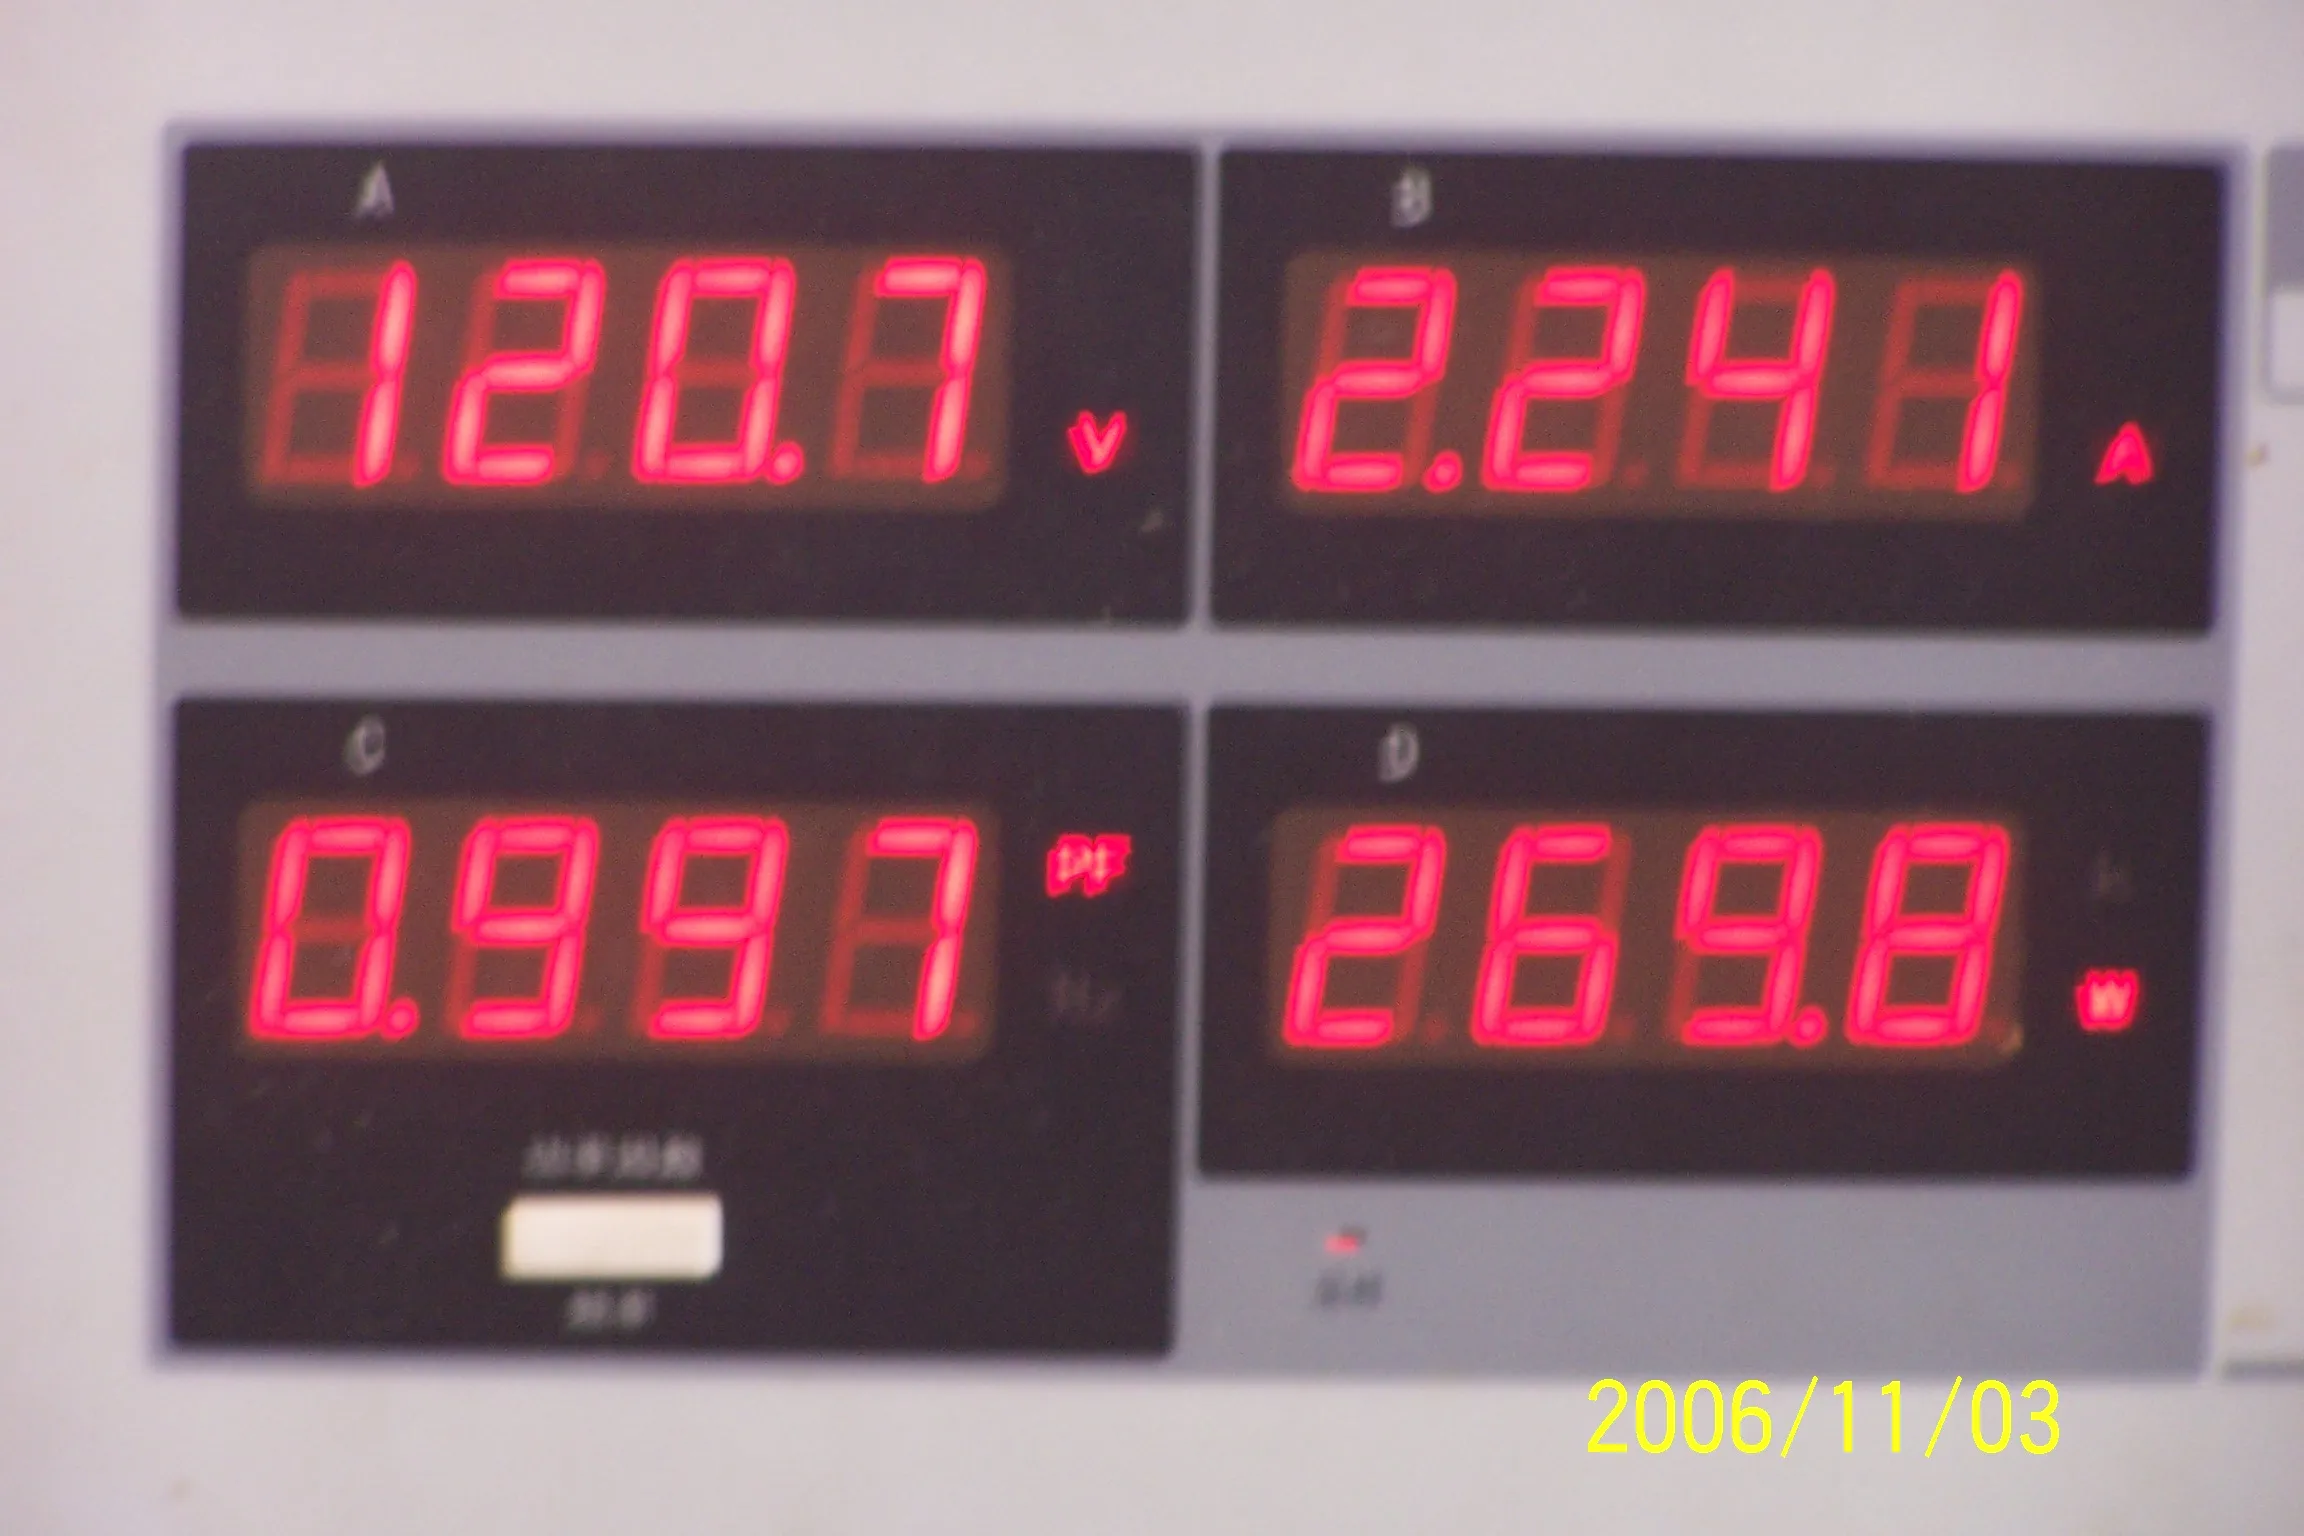 A
B
120.7 V
2.241 A
C
D
0.997 PF
269.8 W
2006/11/03